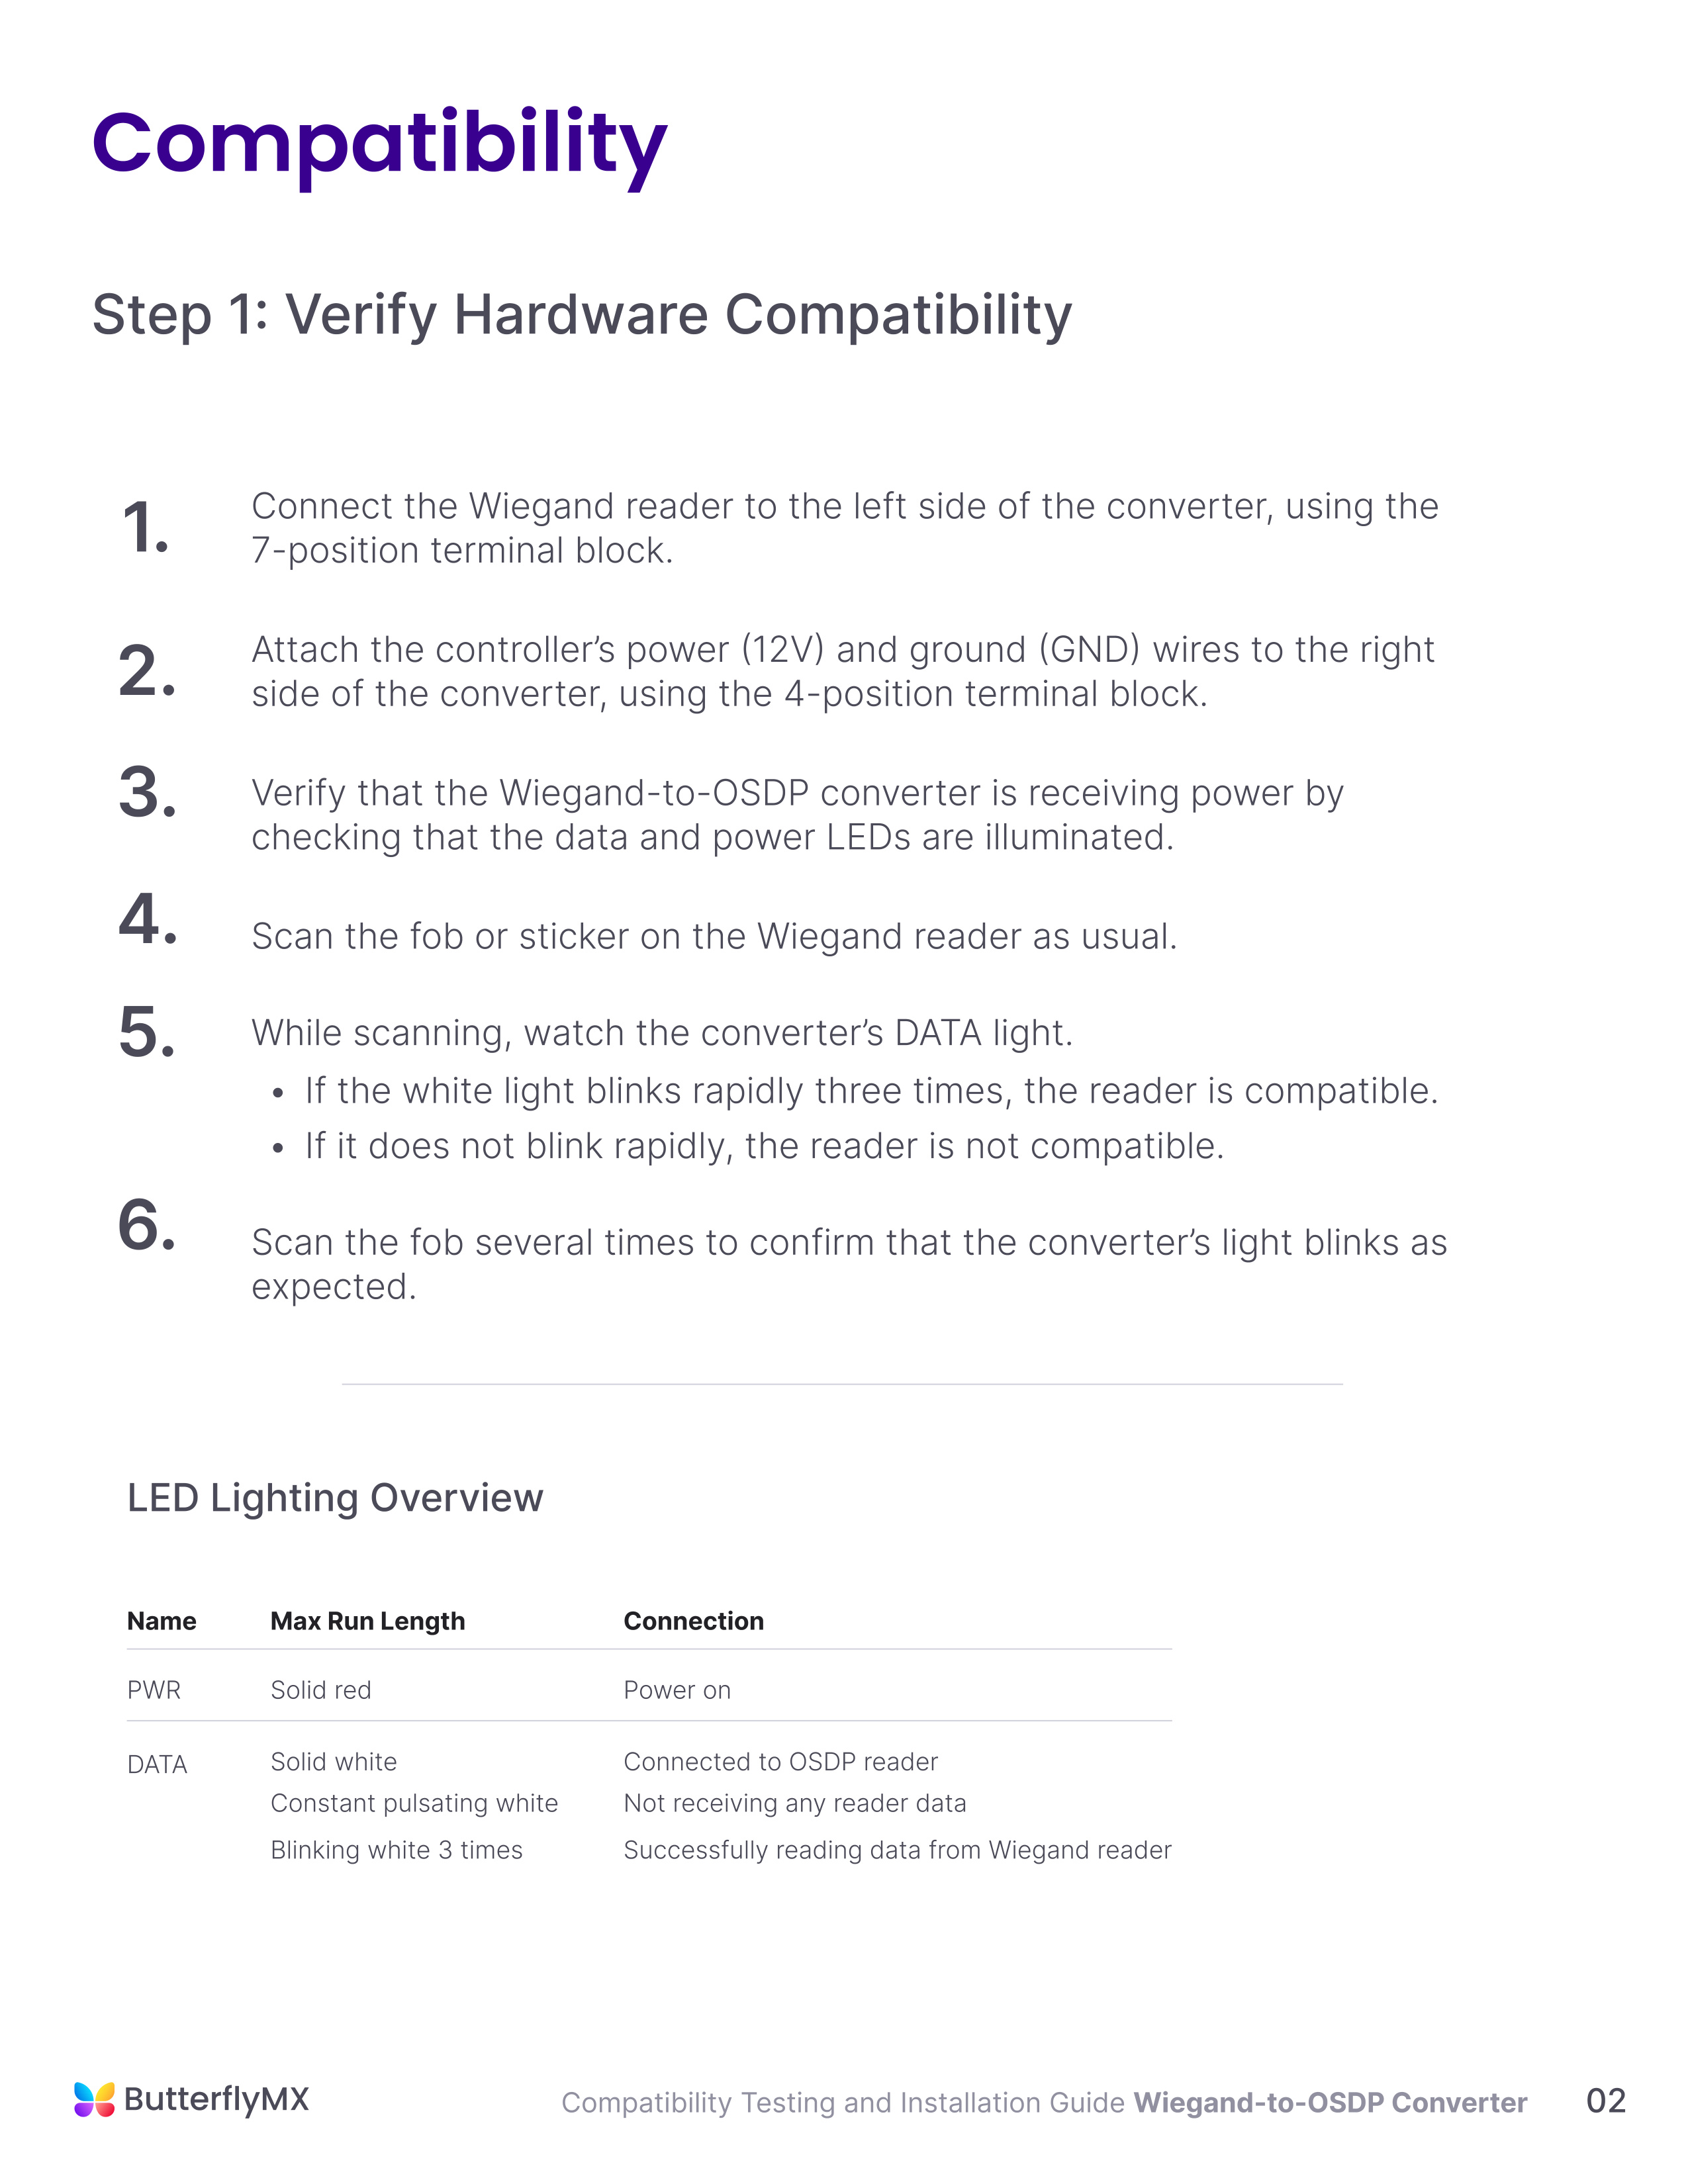 Compatibility
Step 1: Verify Hardware Compatibility
1.
Connect the Wiegand reader to the left side of the converter, using the
7-position terminal block.
2.
Attach the controller’s power (12V) and ground (GND) wires to the right
side of the converter, using the 4-position terminal block.
3.
Verify that the Wiegand-to-OSDP converter is receiving power by
checking that the data and power LEDs are illuminated.
4.
Scan the fob or sticker on the Wiegand reader as usual.
5.
While scanning, watch the converter’s DATA light.
• If the white light blinks rapidly three times, the reader is compatible.
• If it does not blink rapidly, the reader is not compatible.
6.
Scan the fob several times to confirm that the converter’s light blinks as
expected.
LED Lighting Overview
Name Max Run Length Connection
PWR Solid red Power on
DATA Solid white Connected to OSDP reader
Constant pulsating white Not receiving any reader data
Blinking white 3 times Successfully reading data from Wiegand reader
ButterflyMX Compatibility Testing and Installation Guide Wiegand-to-OSDP Converter 02